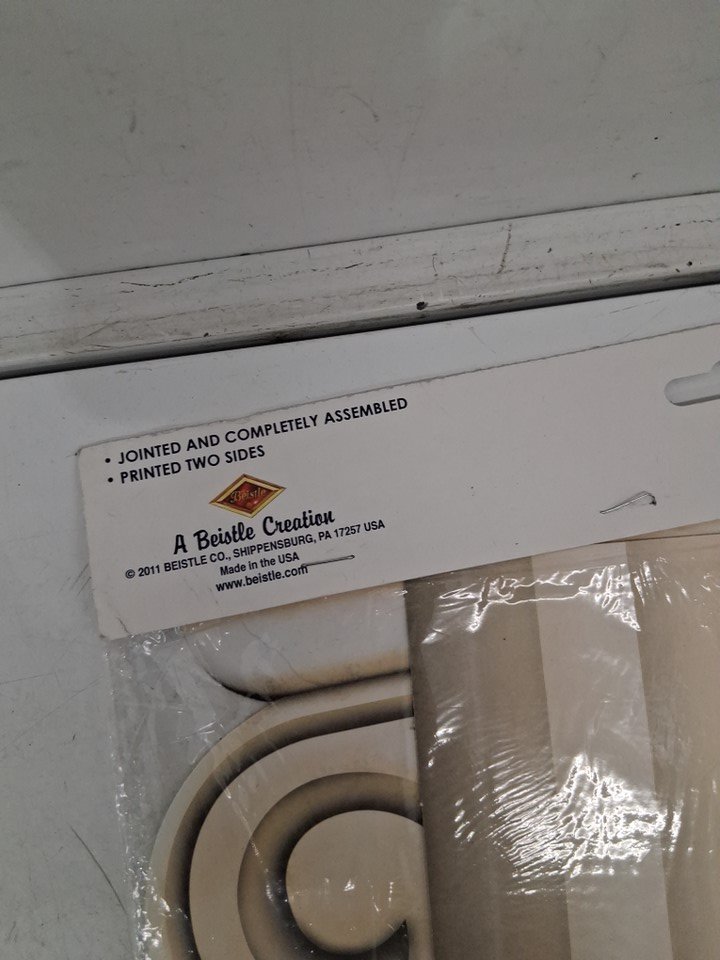 • JOINTED AND COMPLETELY ASSEMBLED
• PRINTED TWO SIDES
Beistle
A Beistle Creation
© 2011 BEISTLE CO., SHIPPENSBURG, PA 17257 USA
Made in the USA
www.beistle.com